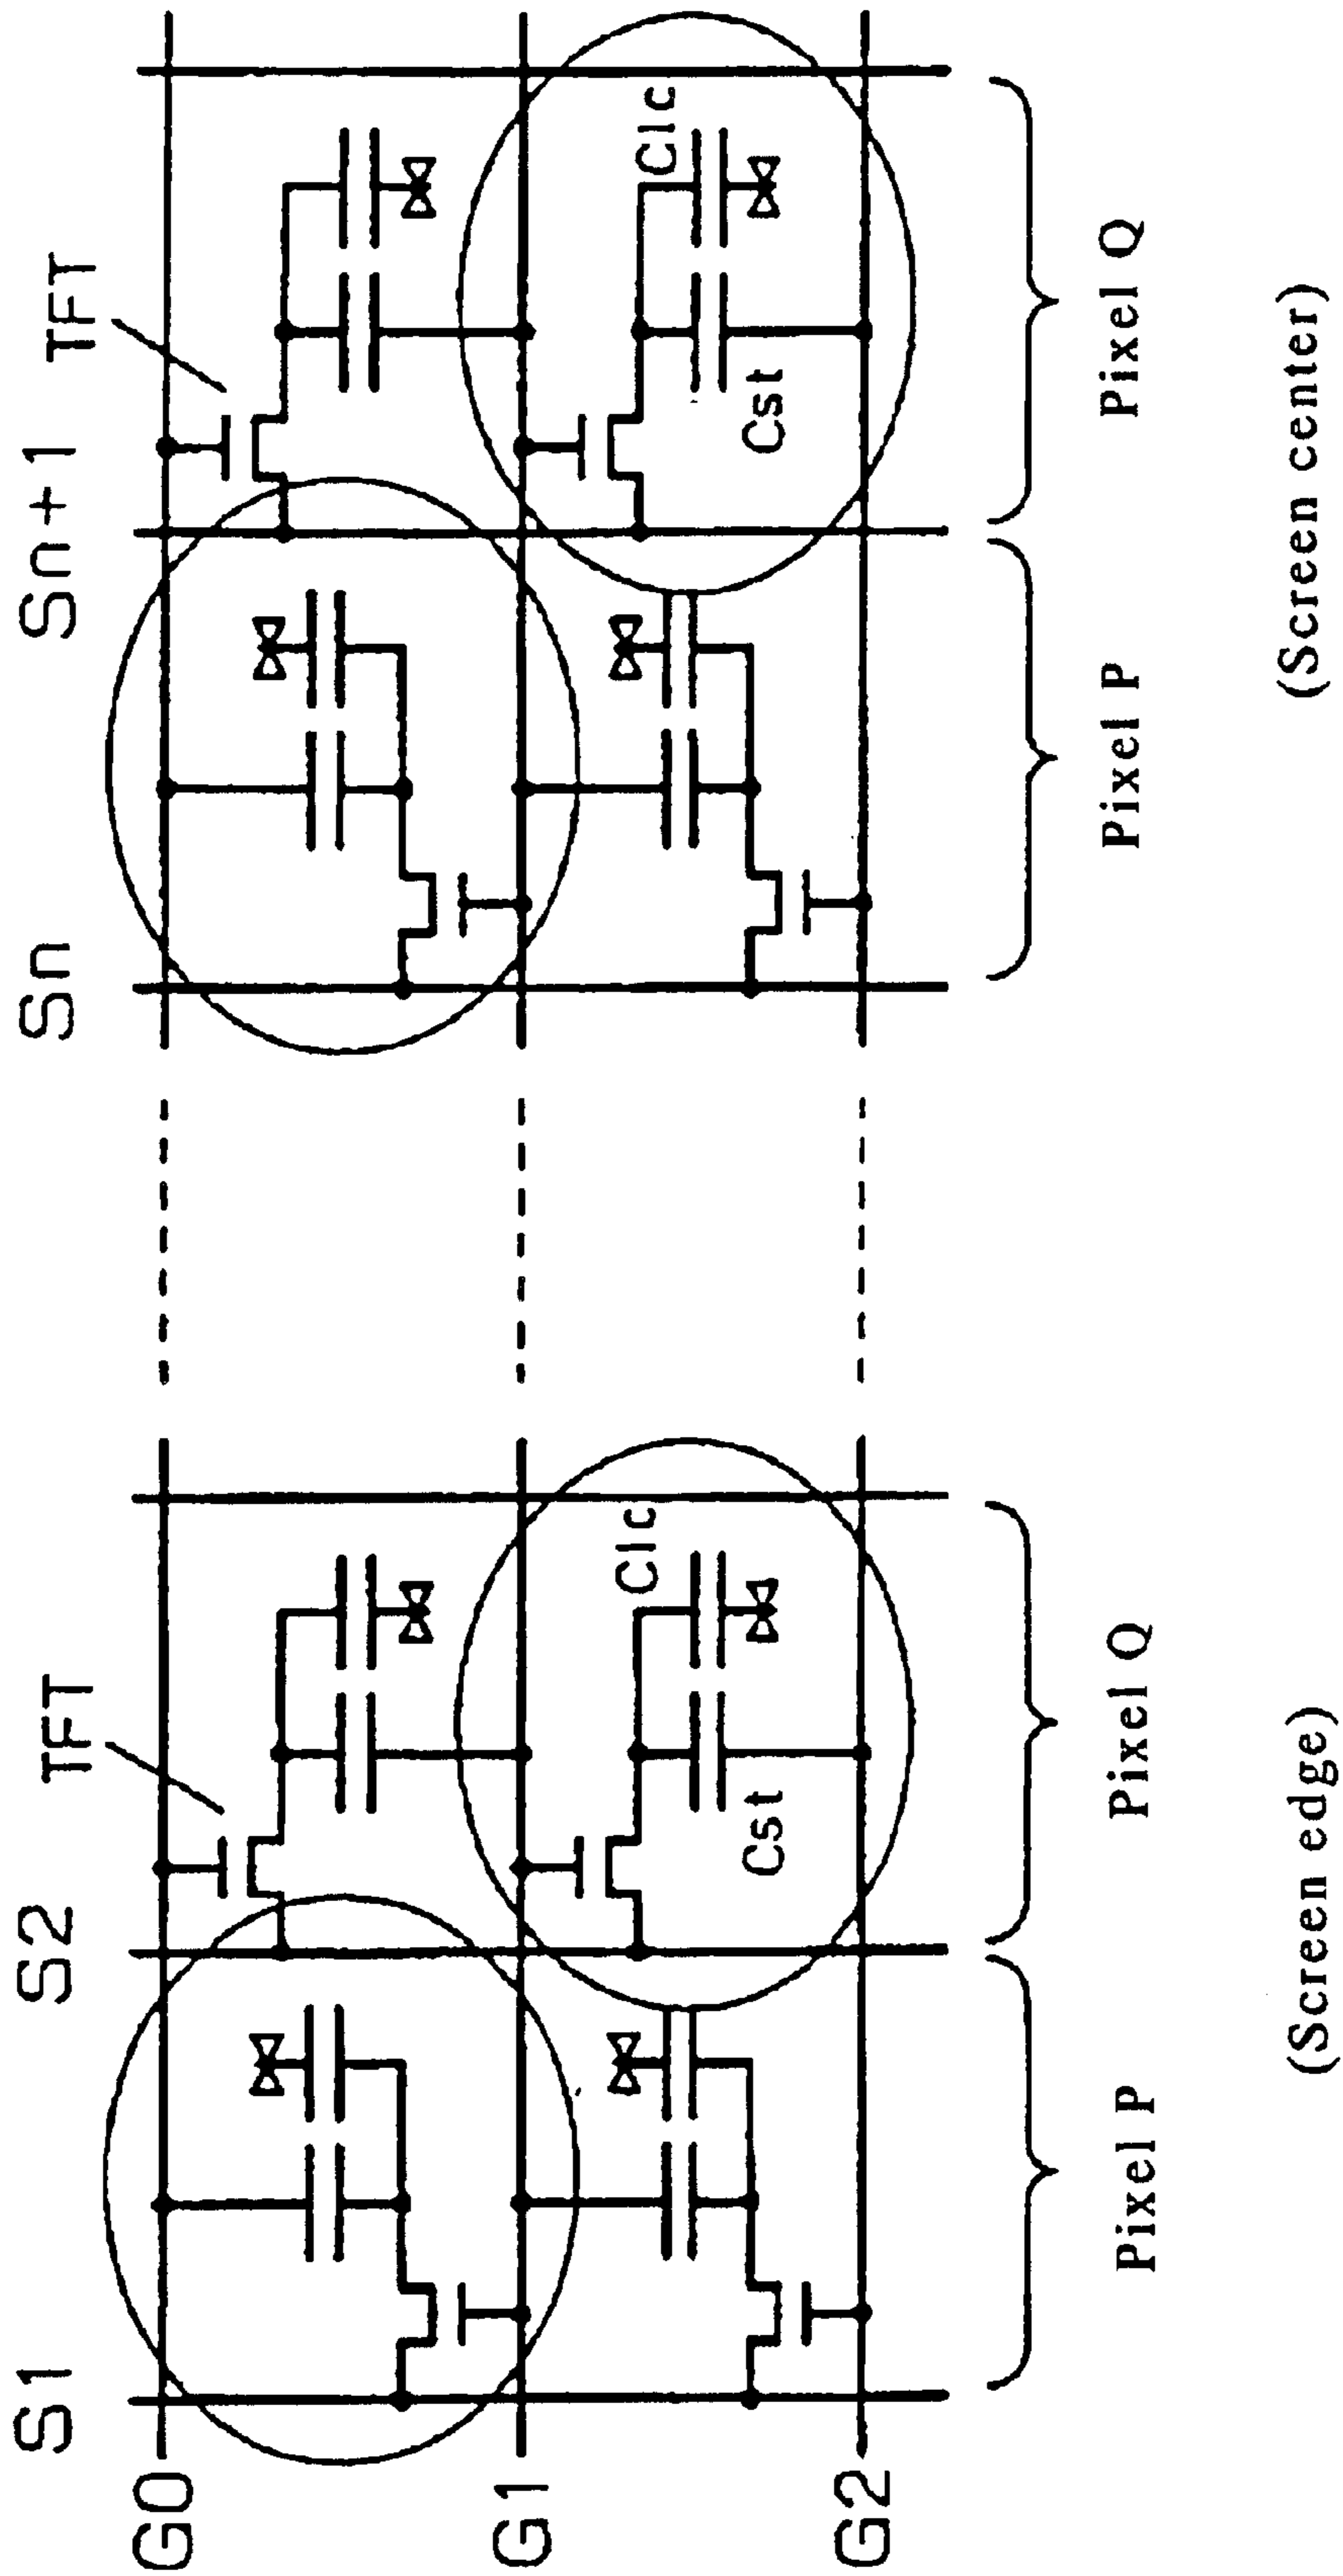 S1
S2
Sn
Sn+1
TFT
TFT
G0
G1
Clc
Clc
Cst
Cst
G2
Pixel P
Pixel Q
Pixel P
Pixel Q
(Screen edge)
(Screen center)